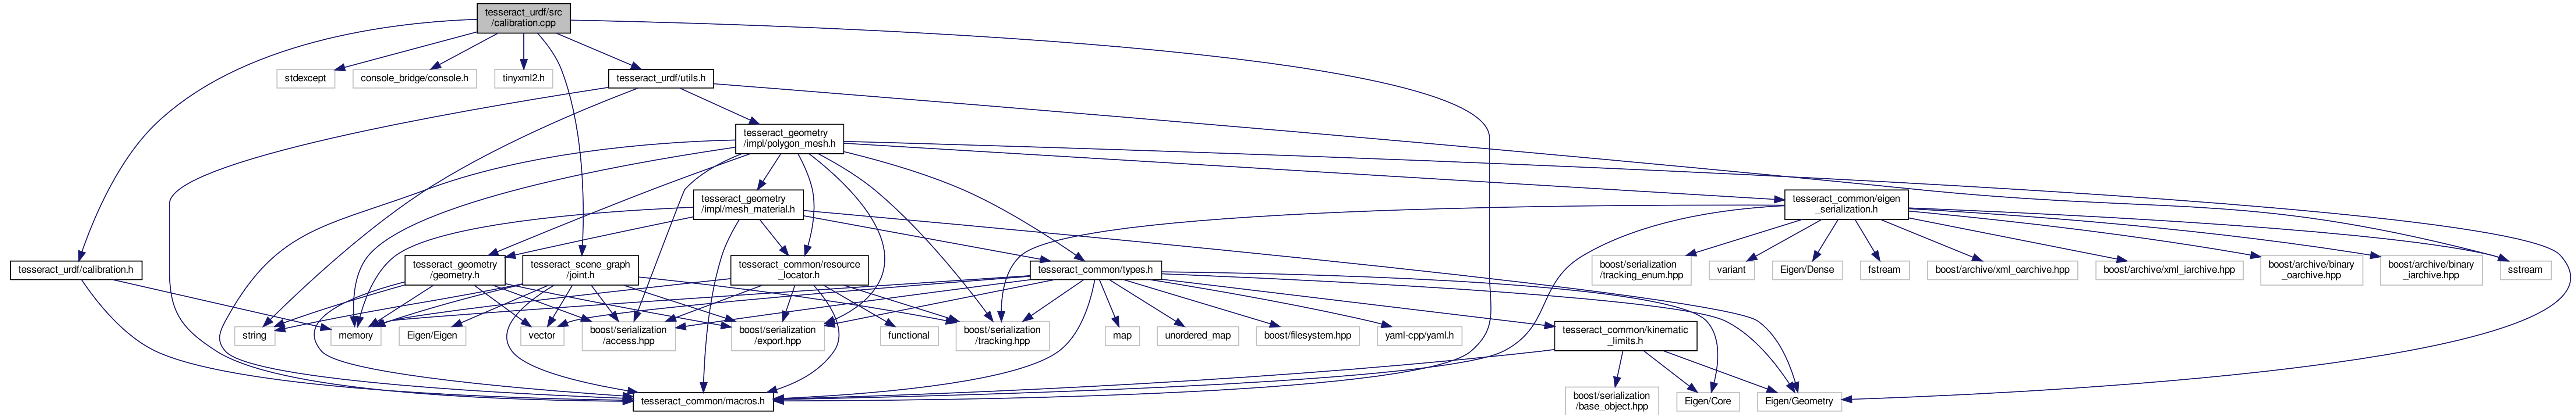 tesseract_urdf/src
/calibration.cpp
stdexcept
console_bridge/console.h
tinyxml2.h
tesseract_urdf/utils.h
tesseract_geometry
/impl/polygon_mesh.h
tesseract_geometry
/impl/mesh_material.h
tesseract_common/eigen
_serialization.h
tesseract_urdf/calibration.h
tesseract_geometry
/geometry.h
tesseract_scene_graph
/joint.h
tesseract_common/resource
_locator.h
tesseract_common/types.h
boost/serialization
/tracking_enum.hpp
variant
Eigen/Dense
fstream
boost/archive/xml_oarchive.hpp
boost/archive/xml_iarchive.hpp
boost/archive/binary
_oarchive.hpp
boost/archive/binary
_iarchive.hpp
sstream
string
memory
Eigen/Eigen
vector
boost/serialization
/access.hpp
boost/serialization
/export.hpp
functional
boost/serialization
/tracking.hpp
map
unordered_map
boost/filesystem.hpp
yaml-cpp/yaml.h
tesseract_common/kinematic
_limits.h
tesseract_common/macros.h
boost/serialization
/base_object.hpp
Eigen/Core
Eigen/Geometry